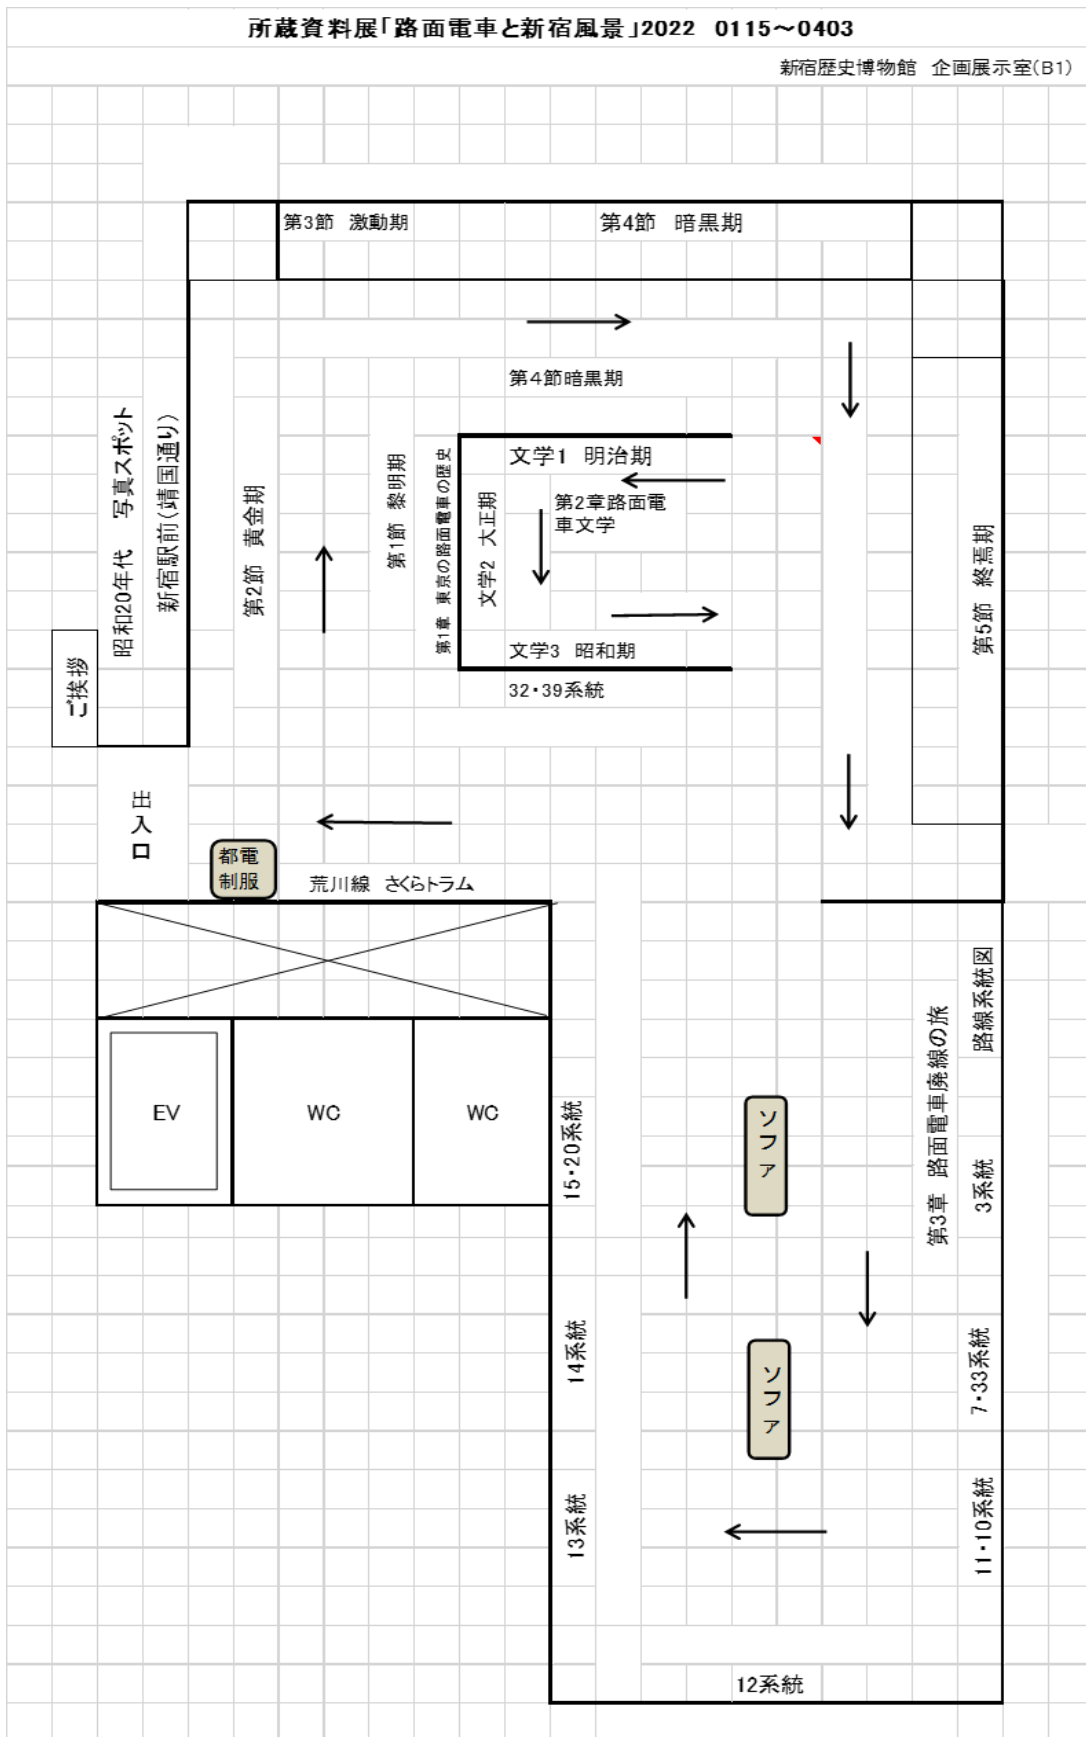 所蔵資料展「路面電車と新宿風景」2022 0115～0403
新宿歴史博物館 企画展示室(B1)
第3節 激動期
第4節 暗黒期
第4節暗黒期
昭和20年代 写真スポット
新宿駅前(靖国通り)
第2節 黄金期
第1節 黎明期
第1章 東京の路面電車の歴史
文学1 明治期
第2章路面電
車文学
文学2 大正期
文学3 昭和期
32・39系統
第5節 終焉期
ご挨拶
出入口
都電
制服
荒川線 さくらトラム
路線系統図
第3章 路面電車廃線の旅
EV
WC
WC
15・20系統
ソファ
3系統
14系統
ソファ
7・33系統
13系統
11・10系統
12系統